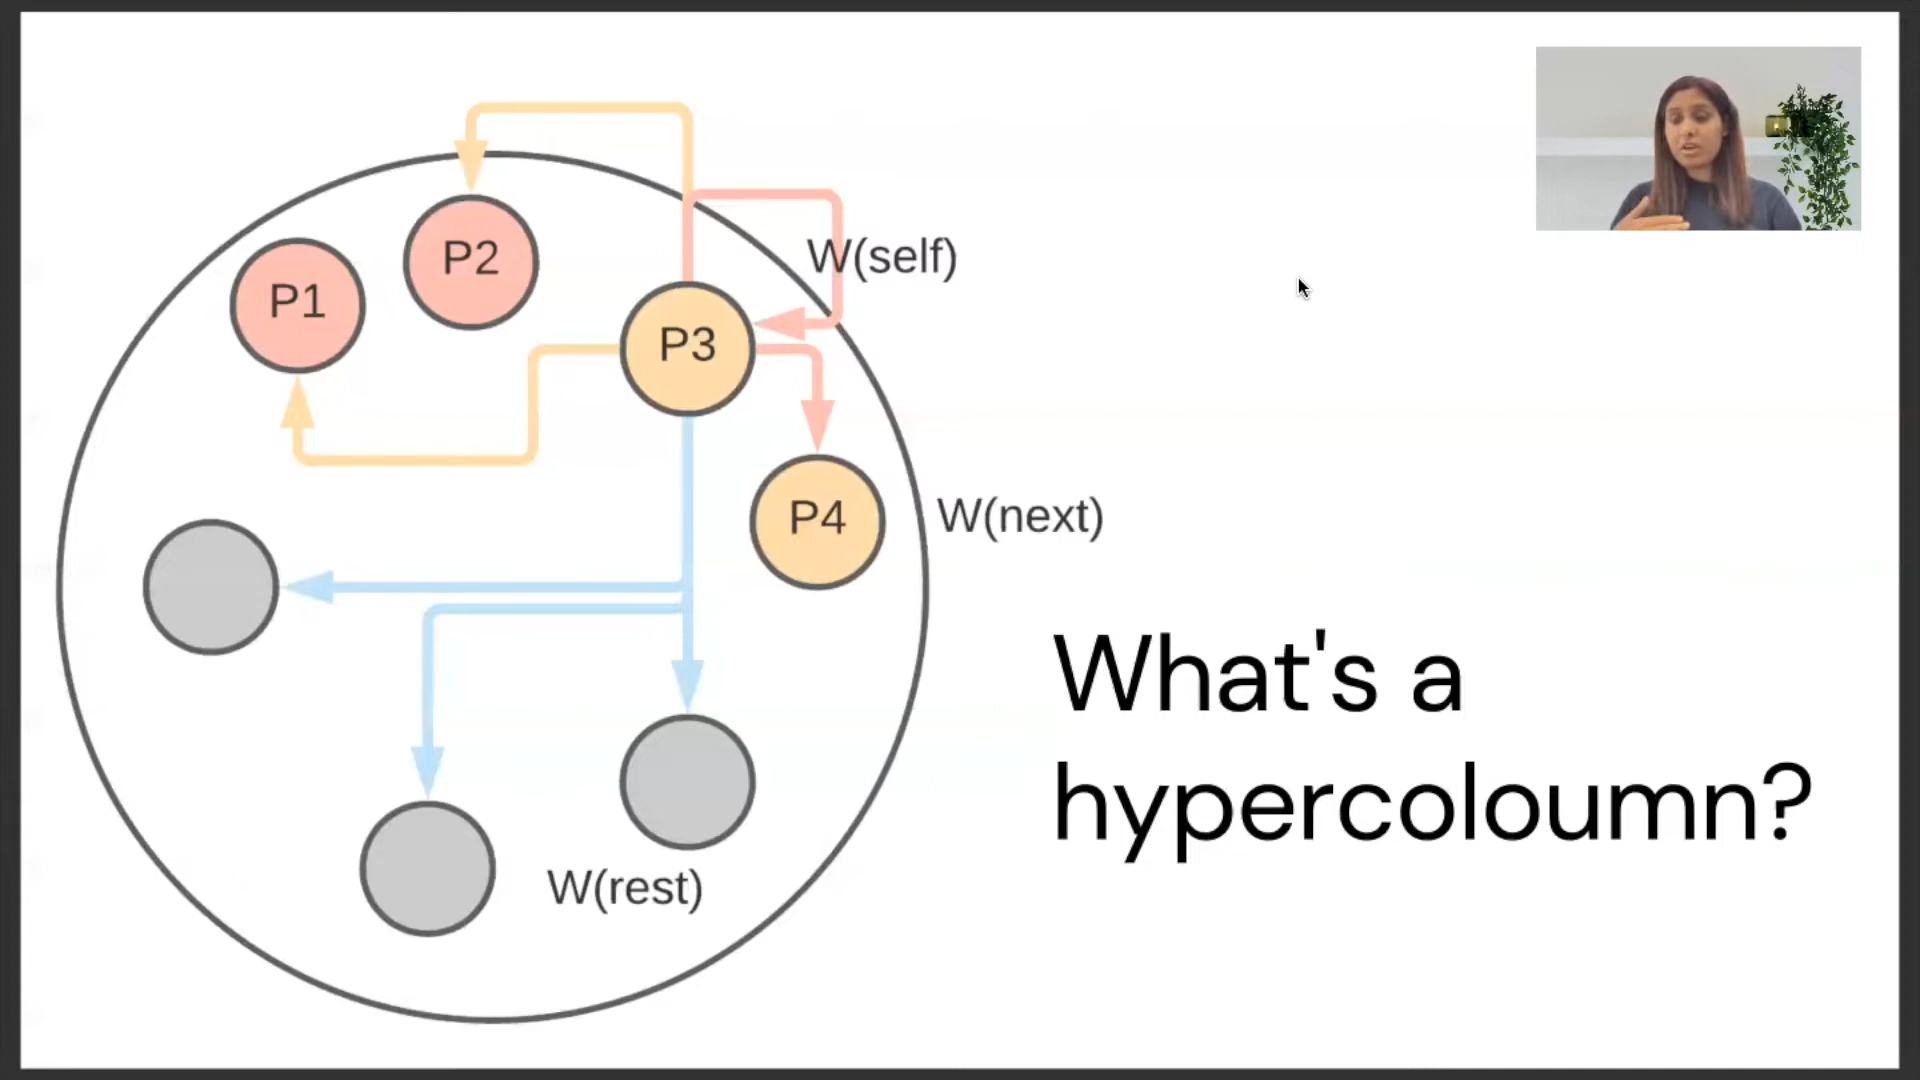 P2
W(self)
P1
P3
P4
W(next)
What's a
hypercoloumn?
W(rest)